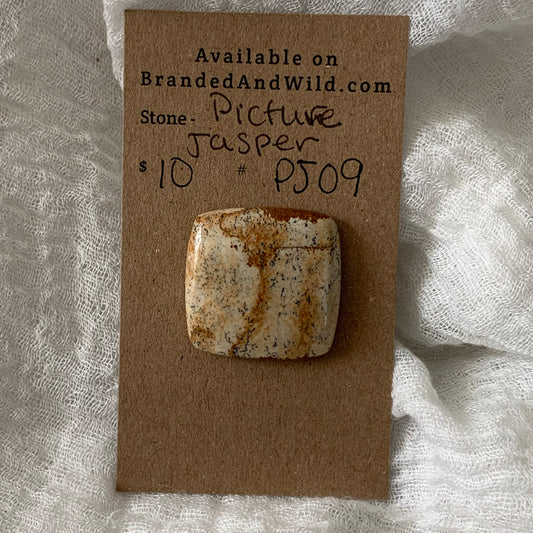 Available on
BrandedAndWild.com
Stone - Picture
Jasper
$ 10 # PJ09